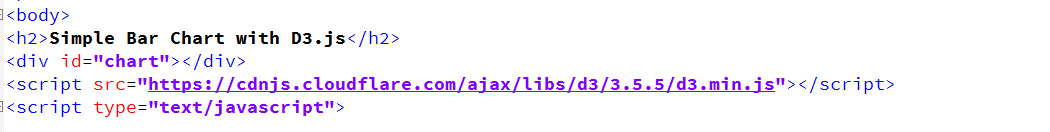 <body>
<h2>Simple Bar Chart with D3.js</h2>
<div id="chart"></div>
<script src="https://cdnjs.cloudflare.com/ajax/libs/d3/3.5.5/d3.min.js"></script>
<script type="text/javascript">